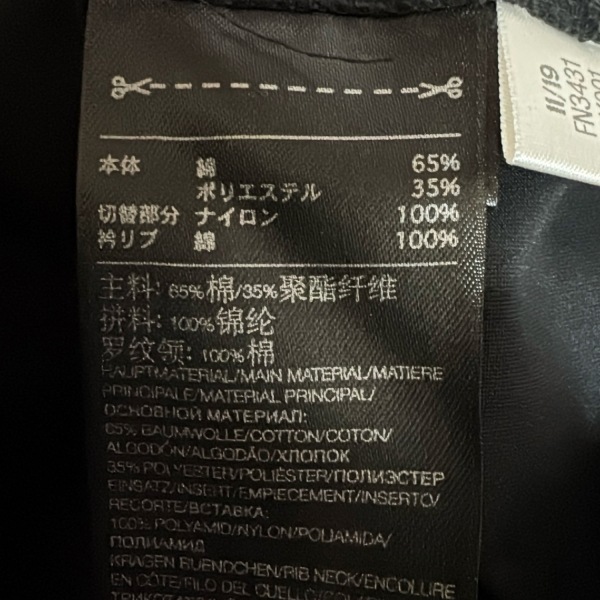 本体 綿 65%
ポリエステル 35%
切替部分 ナイロン 100%
衿リブ 綿 100%
主料: 65%棉/35%聚酯纤维
拼料: 100%锦纶
罗纹领: 100%棉
HAUPTMATERIAL/MAIN MATERIAL/MATIERE
PRINCIPALE/MATERIAL PRINCIPAL/
ОСНОВНОЙ МАТЕРИАЛ:
65% BAUMWOLLE/COTTON/COTON/
ALGODÓN/ALGODÃO/ХЛОПОК
35% POLYESTER/POLIÉSTER/ПОЛИЭСТЕР
EINSATZ/INSERT/EMPIECEMENT/INSERTO/
RECORTE/ВСТАВКА:
100% POLYAMID/NYLON/POLIAMIDA/
ПОЛИАМИД
KRAGEN BUENDCHEN/RIB NECK/ENCOLURE
EN CÔTE/FILO DEL CUELLO/
11/19
FN3431